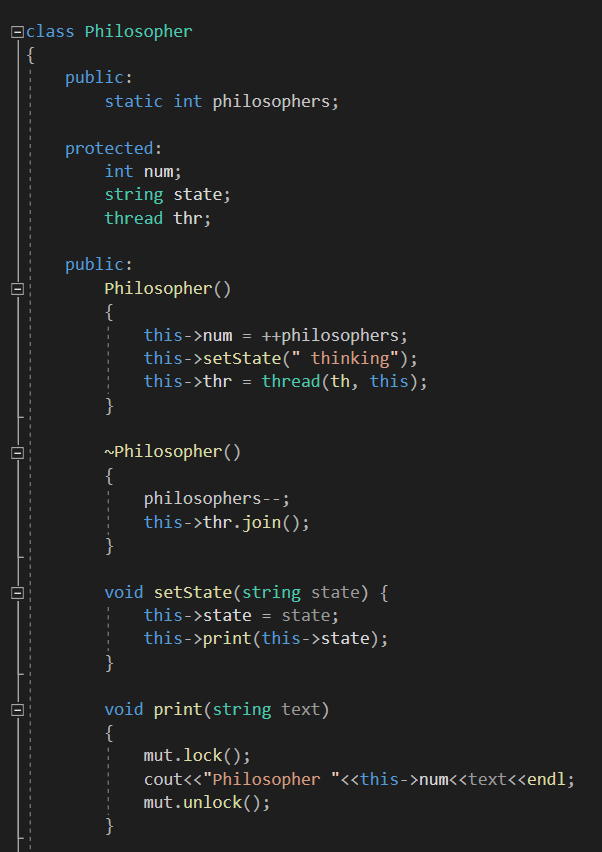 class Philosopher
{
    public:
        static int philosophers;

    protected:
        int num;
        string state;
        thread thr;

    public:
        Philosopher()
        {
            this->num = ++philosophers;
            this->setState(" thinking");
            this->thr = thread(th, this);
        }

        ~Philosopher()
        {
            philosophers--;
            this->thr.join();
        }

        void setState(string state) {
            this->state = state;
            this->print(this->state);
        }

        void print(string text)
        {
            mut.lock();
            cout<<"Philosopher "<<this->num<<text<<endl;
            mut.unlock();
        }